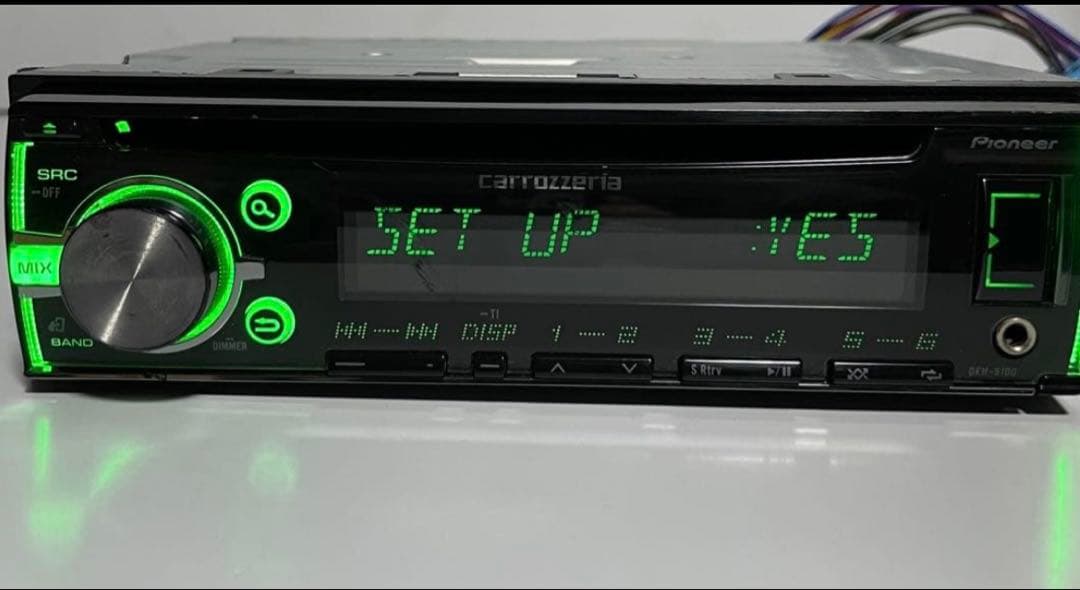 Pioneer
SRC
OFF
carrozzeria
SET UP :YES
MIX
BAND
DIMMER
TI
DISP 1 2 3 4 5 6
S Rtrv